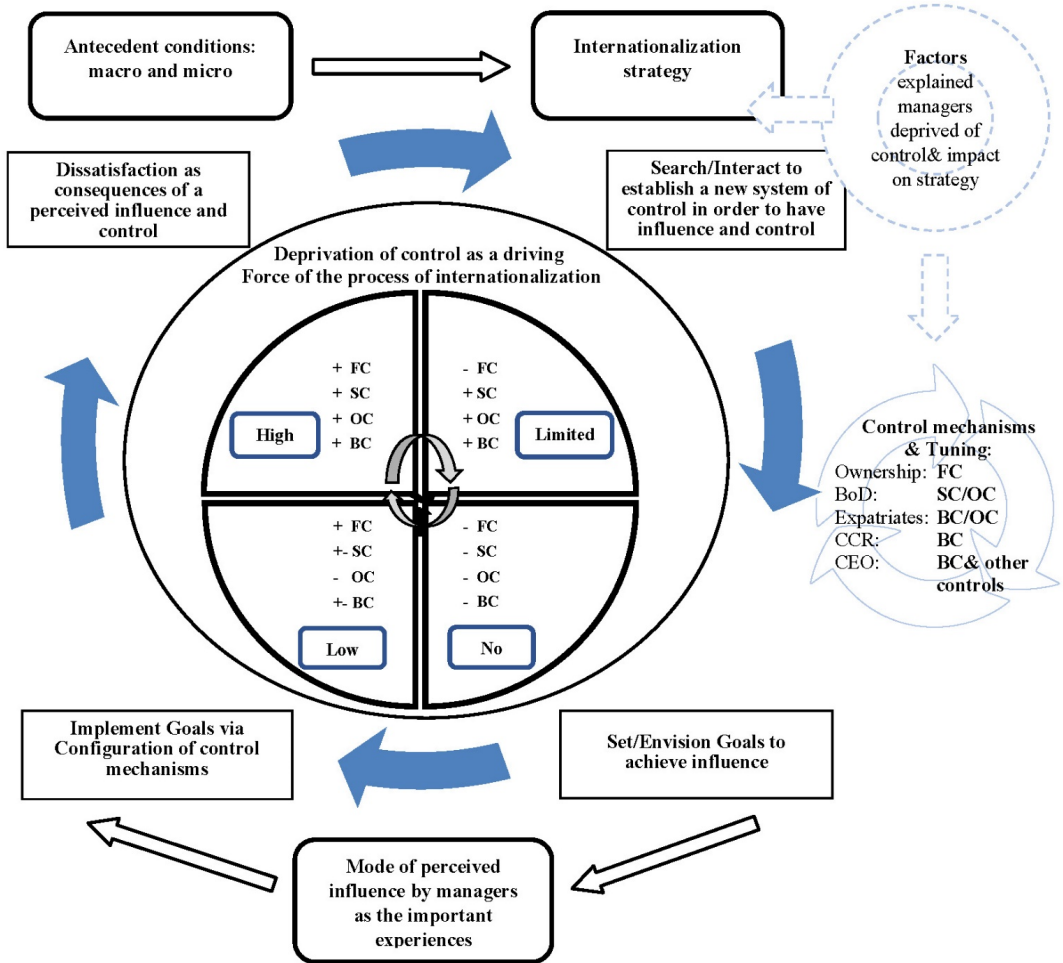 Antecedent conditions:
macro and micro
Internationalization
strategy
Factors
explained
managers
deprived of
control& impact
on strategy
Dissatisfaction as
consequences of a
perceived influence and
control
Search/Interact to
establish a new system of
control in order to have
influence and control
Deprivation of control as a driving
Force of the process of internationalization
+ FC
+ SC
+ OC
+ BC
High
- FC
+ SC
+ OC
+ BC
Limited
+ FC
+- SC
- OC
+- BC
Low
- FC
- SC
- OC
- BC
No
Control mechanisms
& Tuning:
Ownership: FC
BoD: SC/OC
Expatriates: BC/OC
CCR: BC
CEO: BC& other
controls
Implement Goals via
Configuration of control
mechanisms
Set/Envision Goals to
achieve influence
Mode of perceived
influence by managers
as the important
experiences